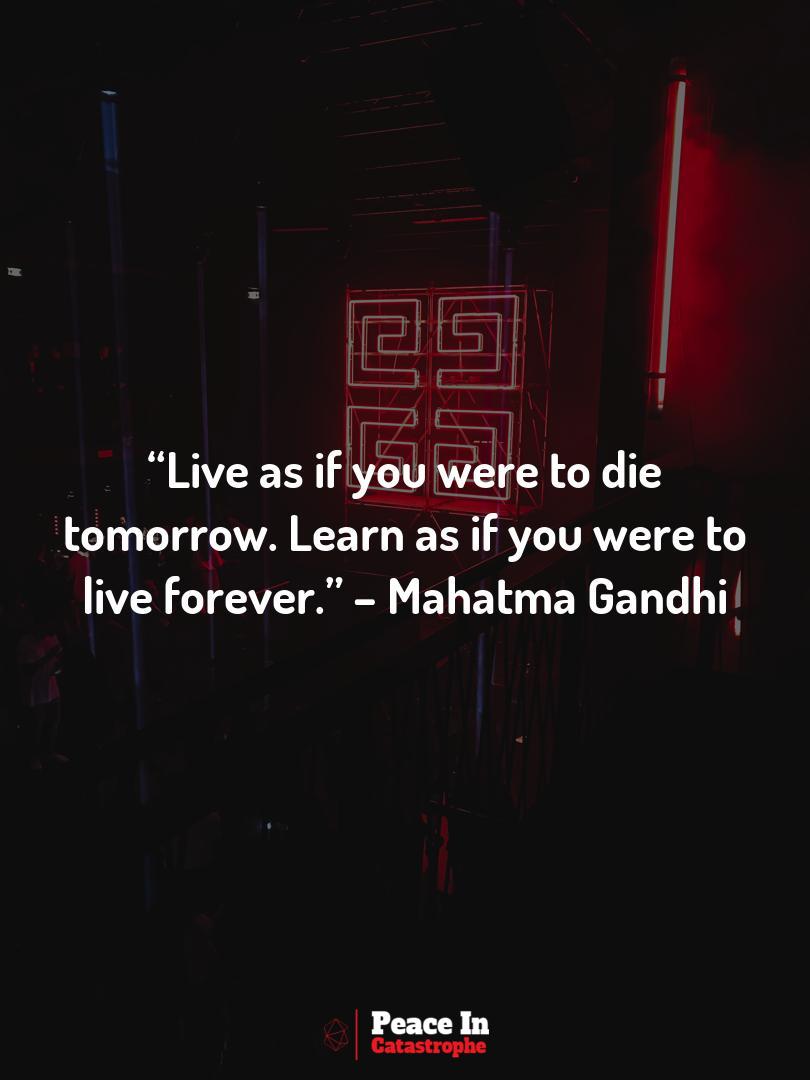 “Live as if you were to die
tomorrow. Learn as if you were to
live forever.” – Mahatma Gandhi
Peace In
Catastrophe